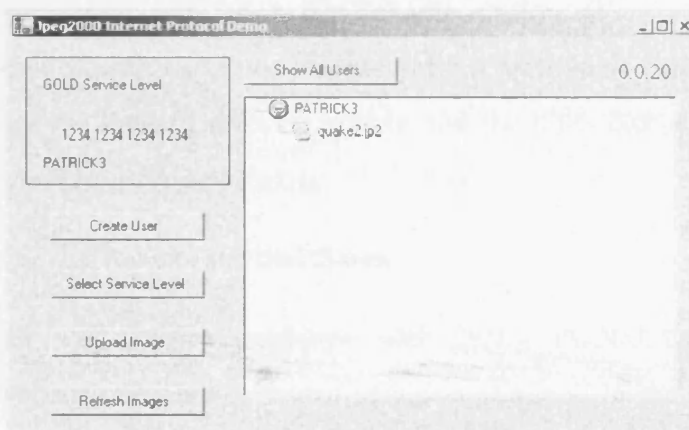 Jpeg2000 Internet Protocol Demo
GOLD Service Level
1234 1234 1234 1234
PATRICK3
Show All Users
0.0.20
PATRICK3
quake2.jp2
Create User
Select Service Level
Upload Image
Refresh Images